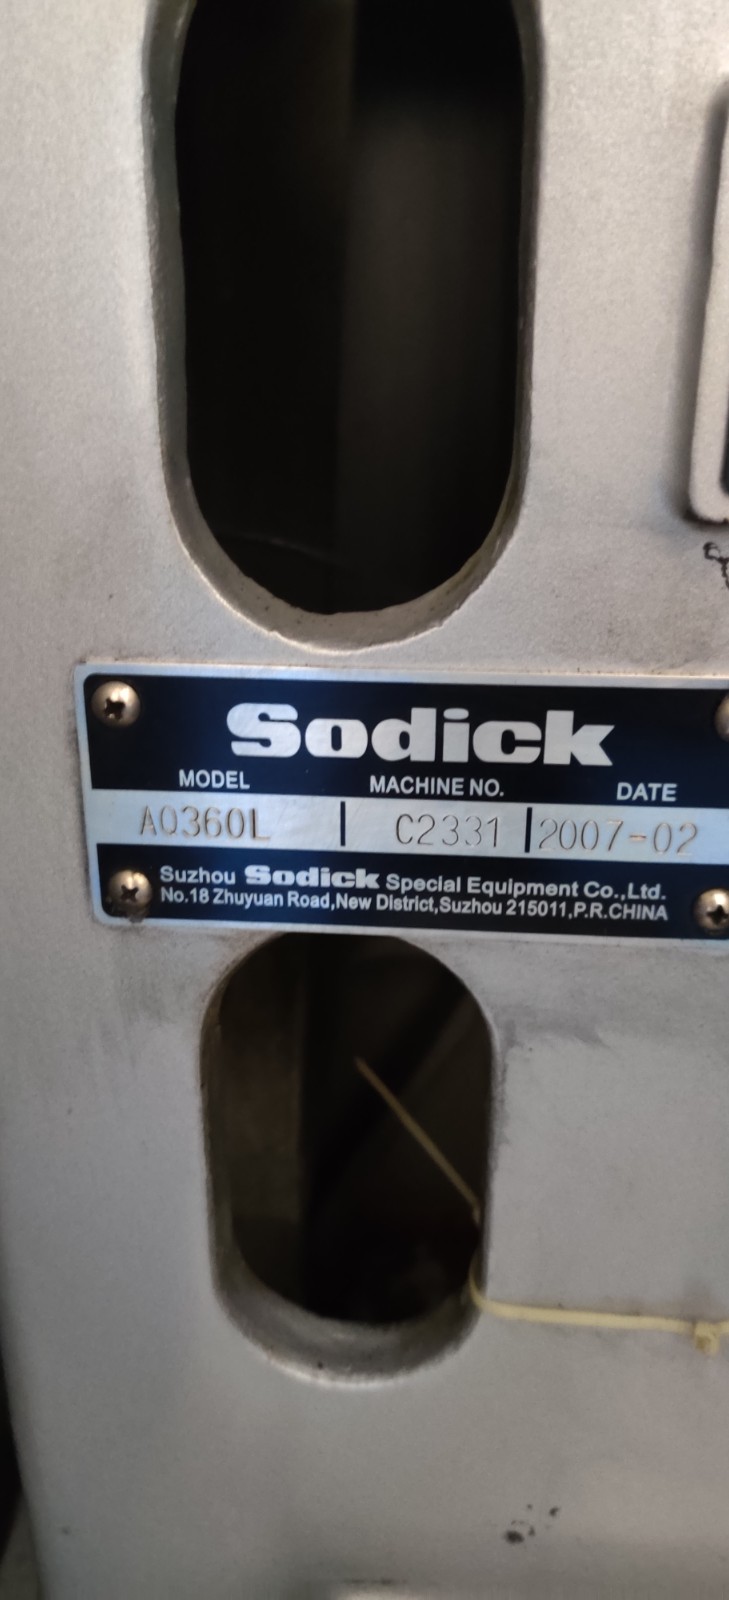 Sodick
MODEL MACHINE NO. DATE
AQ360L | C2331 | 2007-02
Suzhou Sodick Special Equipment Co.,Ltd.
No.18 Zhuyuan Road,New District,Suzhou 215011,P.R.CHINA